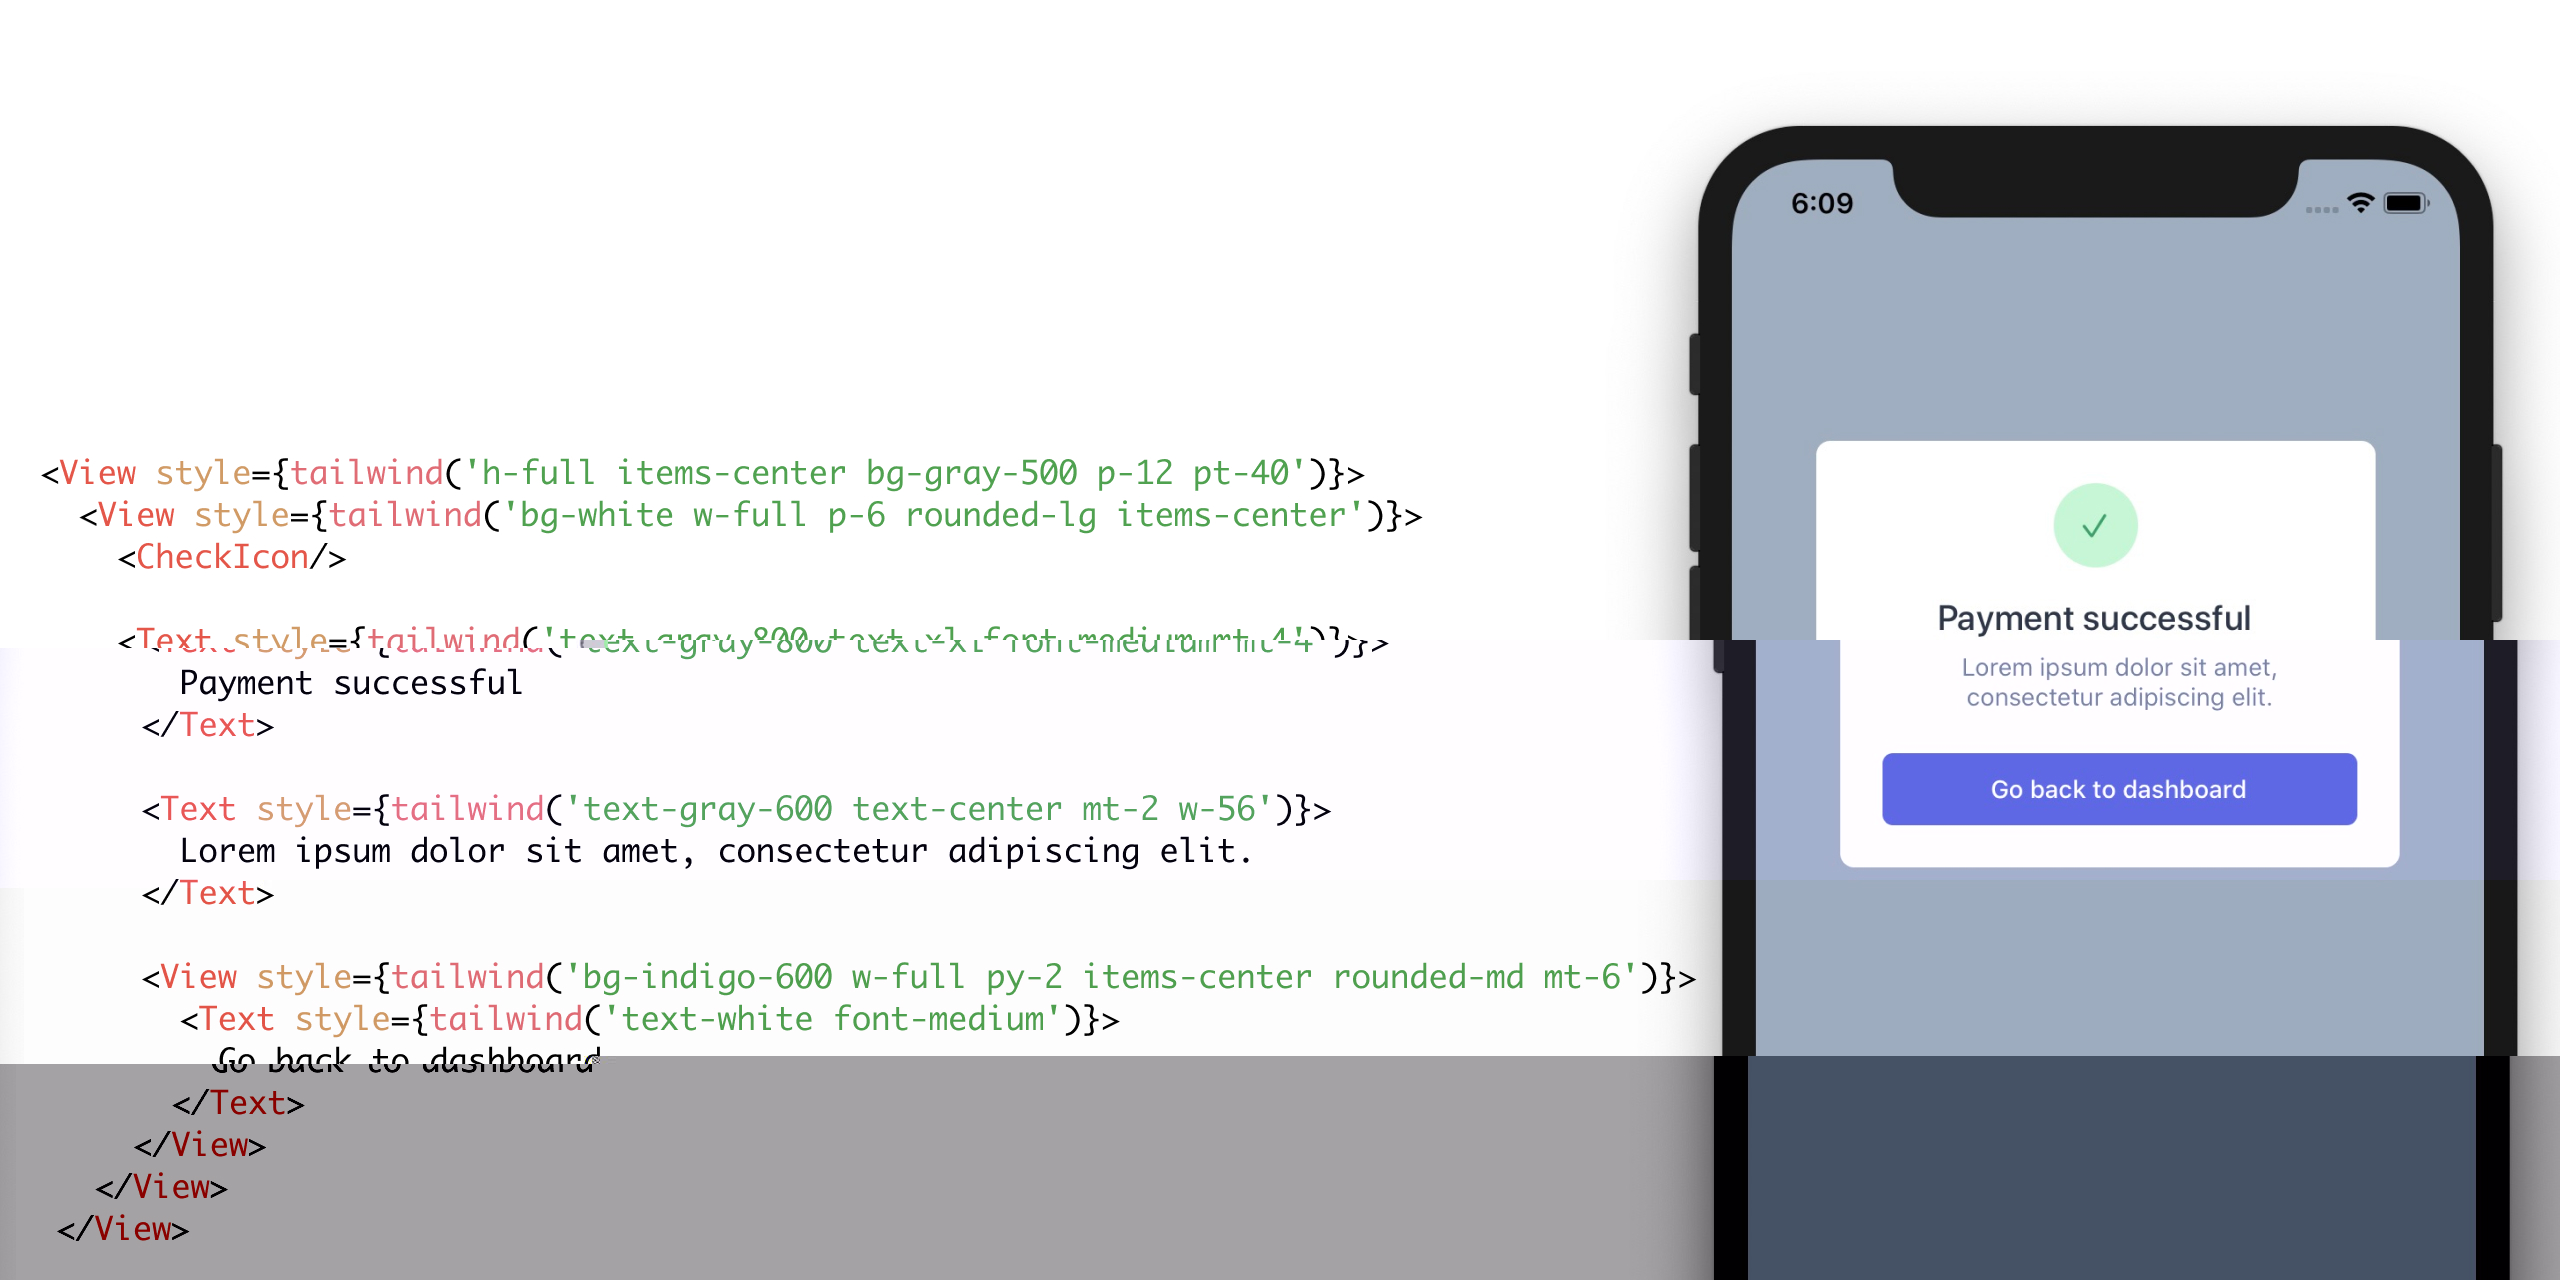 <View style={tailwind('h-full items-center bg-gray-500 p-12 pt-40')}>
<View style={tailwind('bg-white w-full p-6 rounded-lg items-center')}>
<CheckIcon/>
<Text style={tailwind('text-gray-800 text-xl font-medium mt-4')}>
Payment successful
</Text>
<Text style={tailwind('text-gray-600 text-center mt-2 w-56')}>
Lorem ipsum dolor sit amet, consectetur adipiscing elit.
</Text>
<View style={tailwind('bg-indigo-600 w-full py-2 items-center rounded-md mt-6')}>
<Text style={tailwind('text-white font-medium')}>
Go back to dashboard
</Text>
</View>
</View>
</View>
6:09
Payment successful
Lorem ipsum dolor sit amet,
consectetur adipiscing elit.
Go back to dashboard